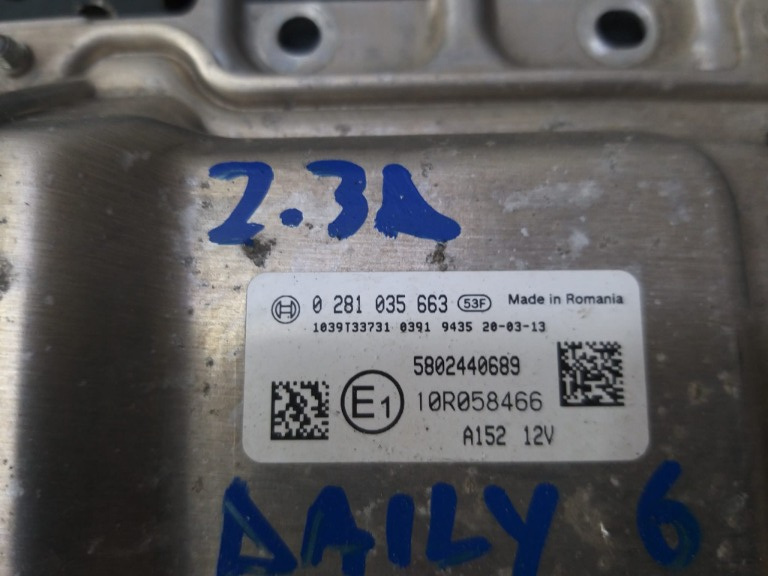 2.3д
0 281 035 663 53F Made in Romania
1039T33731 0391 9435 20-03-13
5802440689
E1 10R058466
A152 12V
DAILY 6